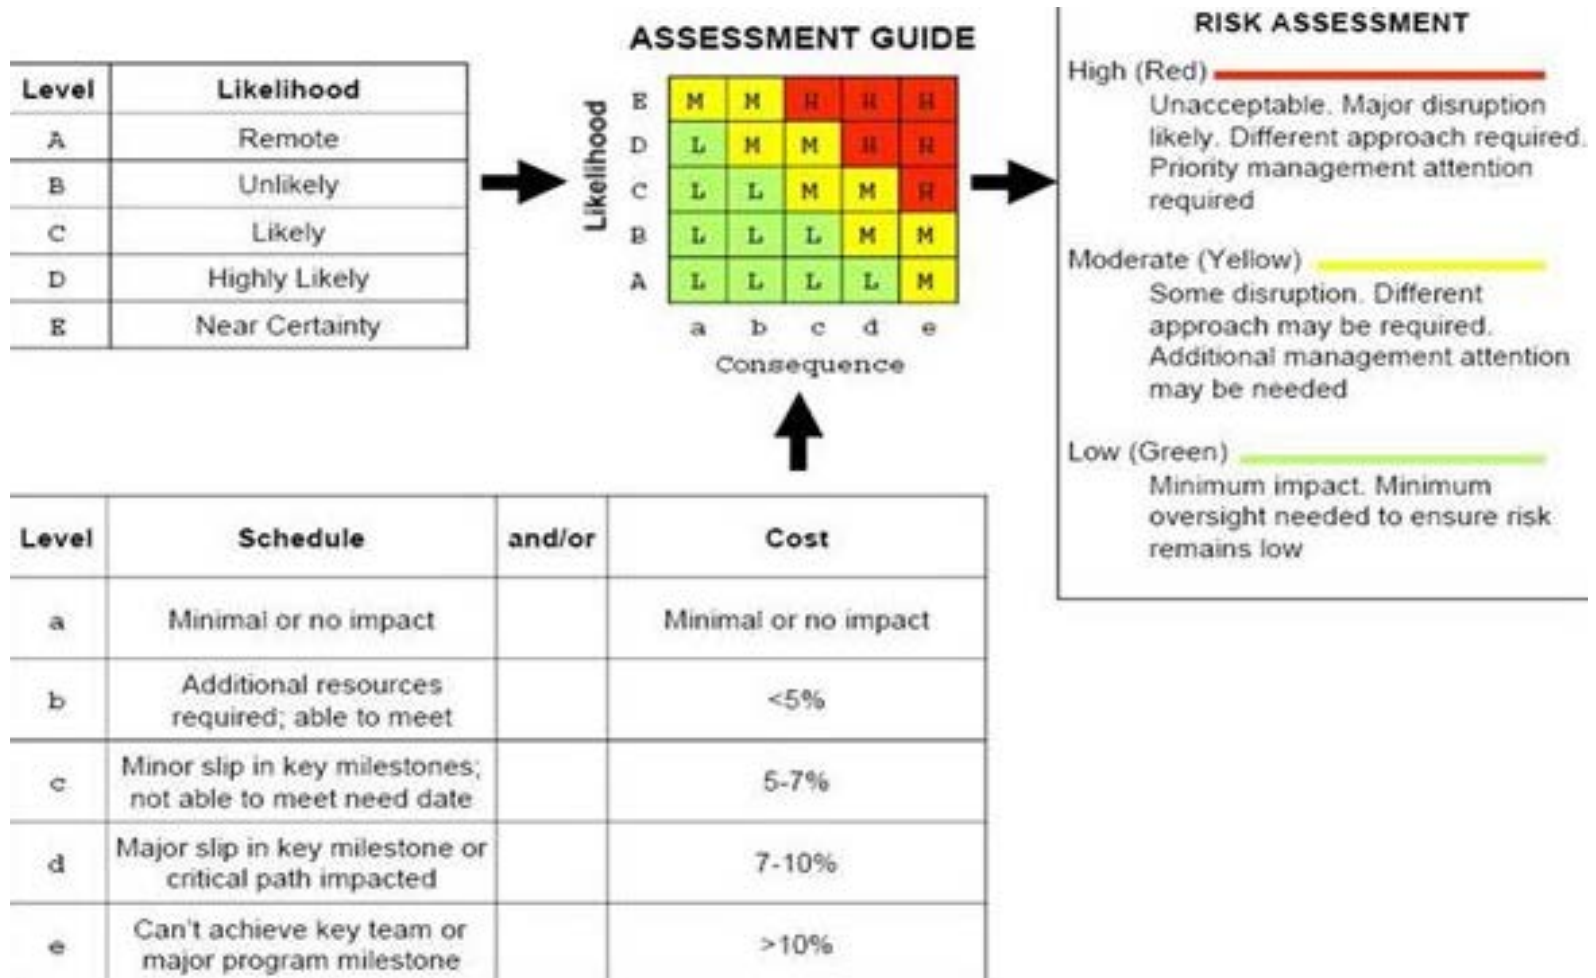 Level Likelihood
A Remote
B Unlikely
C Likely
D Highly Likely
E Near Certainty
ASSESSMENT GUIDE
Likelihood
E M M H H H
D L M M H H
C L L M M H
B L L L M M
A L L L L M
a b c d e
Consequence
RISK ASSESSMENT
High (Red)
Unacceptable. Major disruption
likely. Different approach required.
Priority management attention
required
Moderate (Yellow)
Some disruption. Different
approach may be required.
Additional management attention
may be needed
Low (Green)
Minimum impact. Minimum
oversight needed to ensure risk
remains low
Level Schedule and/or Cost
a Minimal or no impact Minimal or no impact
b Additional resources
required; able to meet <5%
c Minor slip in key milestones;
not able to meet need date 5-7%
d Major slip in key milestone or
critical path impacted 7-10%
e Can't achieve key team or
major program milestone >10%